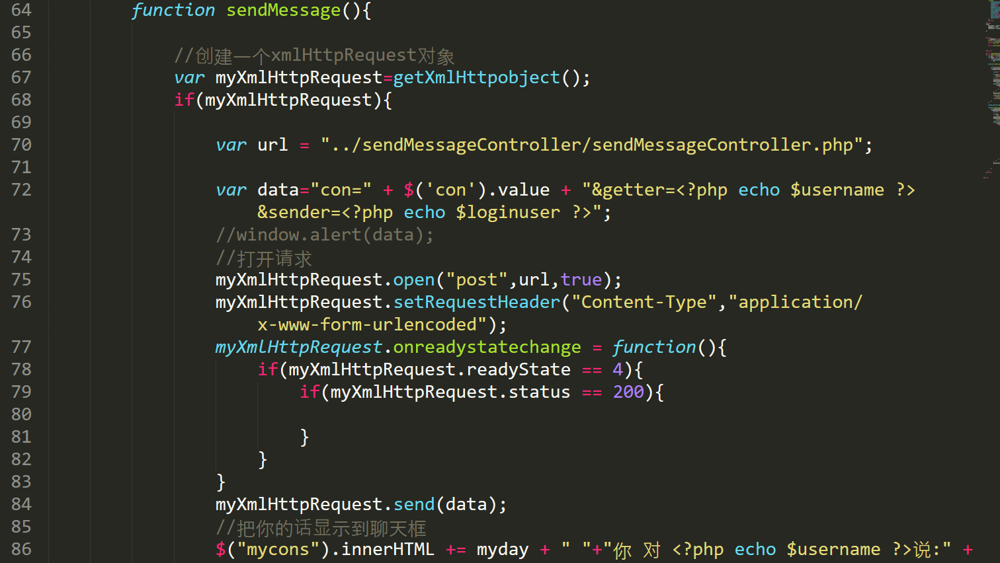 64 function sendMessage(){
65
66 //创建一个xmlHttpRequest对象
67 var myXmlHttpRequest=getXmlHttpobject();
68 if(myXmlHttpRequest){
69
70 var url = "../sendMessageController/sendMessageController.php";
71
72 var data="con=" + $('con').value + "&getter=<?php echo $username ?>
&sender=<?php echo $loginuser ?>";
73 //window.alert(data);
74 //打开请求
75 myXmlHttpRequest.open("post",url,true);
76 myXmlHttpRequest.setRequestHeader("Content-Type","application/
x-www-form-urlencoded");
77 myXmlHttpRequest.onreadystatechange = function(){
78 if(myXmlHttpRequest.readyState == 4){
79 if(myXmlHttpRequest.status == 200){
80
81 }
82 }
83 }
84 myXmlHttpRequest.send(data);
85 //把你的话显示到聊天框
86 $("mycons").innerHTML += myday + " "+"你 对 <?php echo $username ?>说:" +